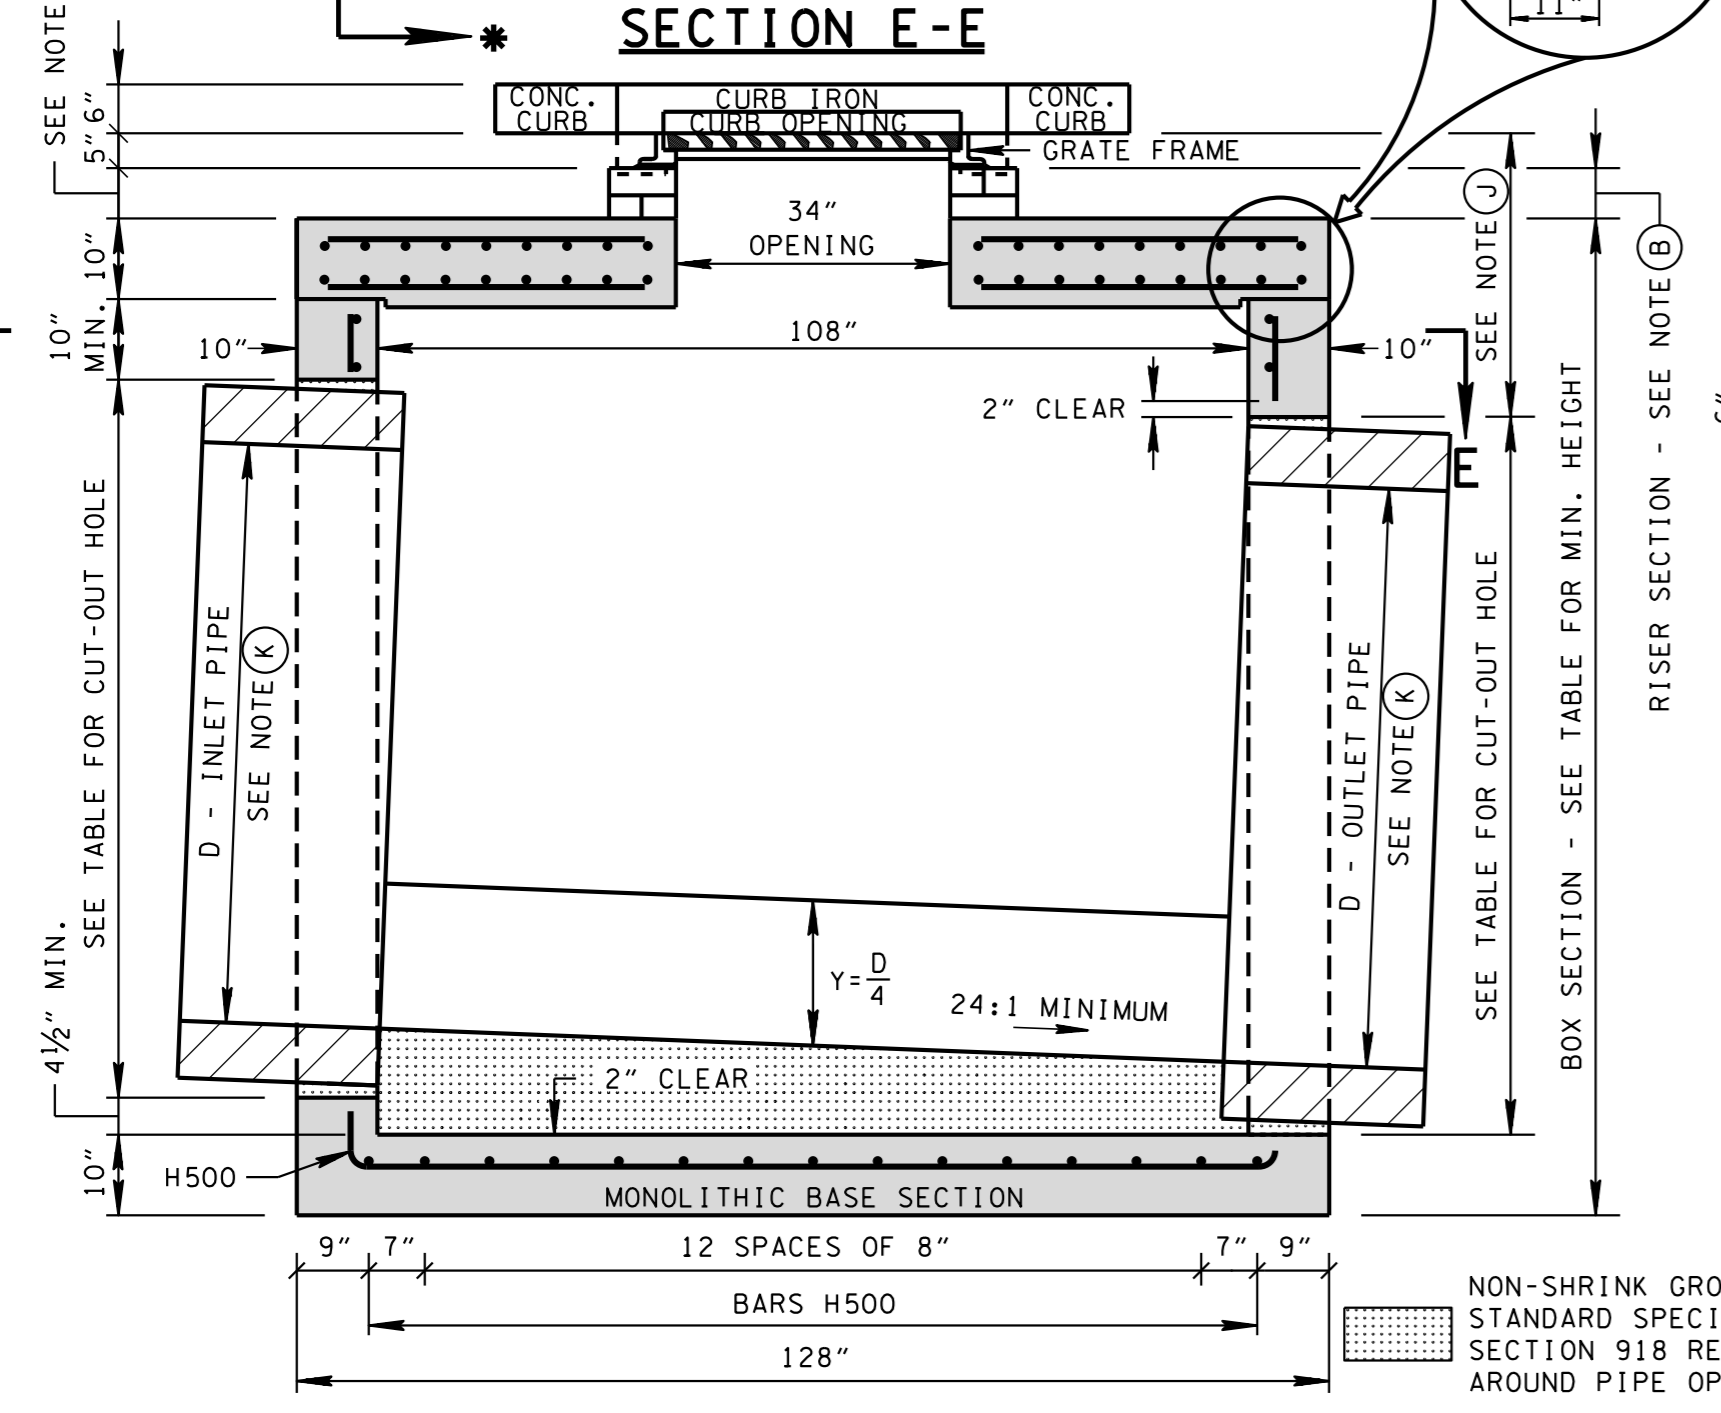 SECTION E-E
11"
SEE NOTE
6"
5"
CONC.
CURB
CURB IRON
CURB OPENING
CONC.
CURB
GRATE FRAME
34"
OPENING
10"
10"
MIN.
10"
108"
10"
2" CLEAR
SEE NOTE J
RISER SECTION - SEE NOTE B
E
SEE TABLE FOR CUT-OUT HOLE
D - INLET PIPE
SEE NOTE K
D - OUTLET PIPE
SEE NOTE K
SEE TABLE FOR CUT-OUT HOLE
BOX SECTION - SEE TABLE FOR MIN. HEIGHT
Y=D/4
24:1 MINIMUM
4½" MIN.
2" CLEAR
10"
H500
MONOLITHIC BASE SECTION
9" 7" 12 SPACES OF 8" 7" 9"
BARS H500
128"
NON-SHRINK GRO
STANDARD SPECI
SECTION 918 RE
AROUND PIPE OP